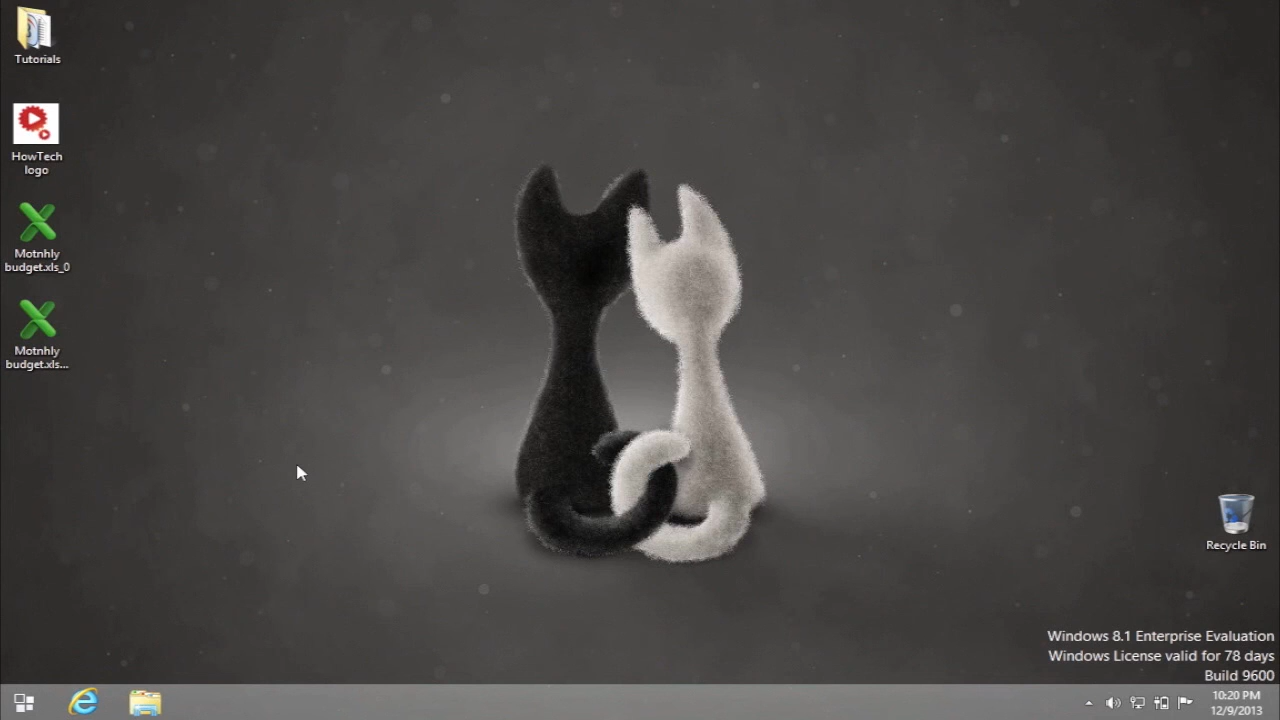 Tutorials
HowTech
logo
Motnhly
budget.xls_0
Motnhly
budget.xls...
Recycle Bin
Windows 8.1 Enterprise Evaluation
Windows License valid for 78 days
Build 9600
10:20 PM
12/9/2013